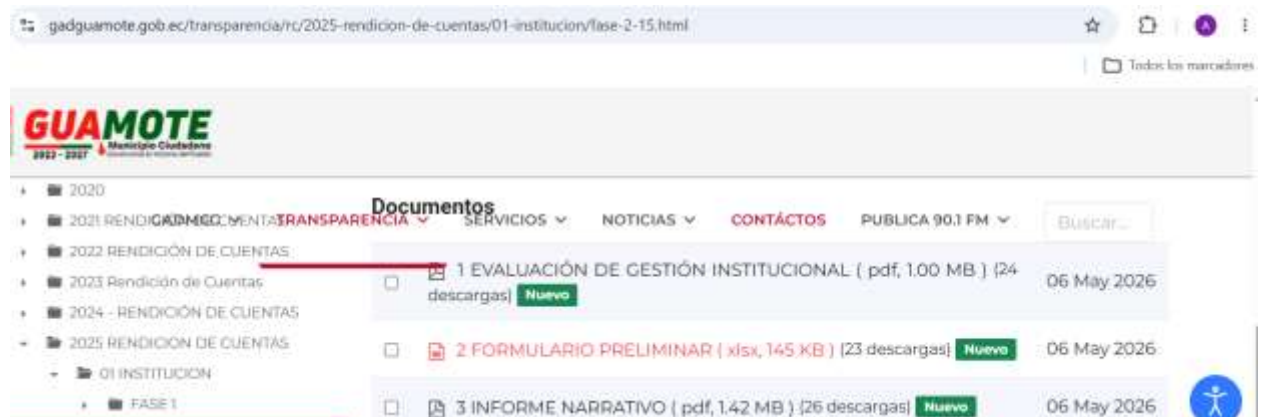 gadguamote.gob.ec/transparencia/rc/2025-rendicion-de-cuentas/01-institucion/fase-2-15.html
A
Todos los marcadores
GUAMOTE
Municipio Ciudadano
2023 - 2027
2020
Documentos
2021 RENDICIÓN DE CUENTAS
GADMCG
TRANSPARENCIA
SERVICIOS
NOTICIAS
CONTÁCTOS
PUBLICA 90.1 FM
Buscar...
2022 RENDICIÓN DE CUENTAS
2023 Rendición de Cuentas
2024 - RENDICIÓN DE CUENTAS
2025 RENDICION DE CUENTAS
01 INSTITUCION
FASE 1
1 EVALUACIÓN DE GESTIÓN INSTITUCIONAL ( pdf, 1.00 MB ) (24
descargas) Nuevo
06 May 2026
2 FORMULARIO PRELIMINAR ( xlsx, 145 KB ) (23 descargas) Nuevo
06 May 2026
3 INFORME NARRATIVO ( pdf, 1.42 MB ) (26 descargas) Nuevo
06 May 2026